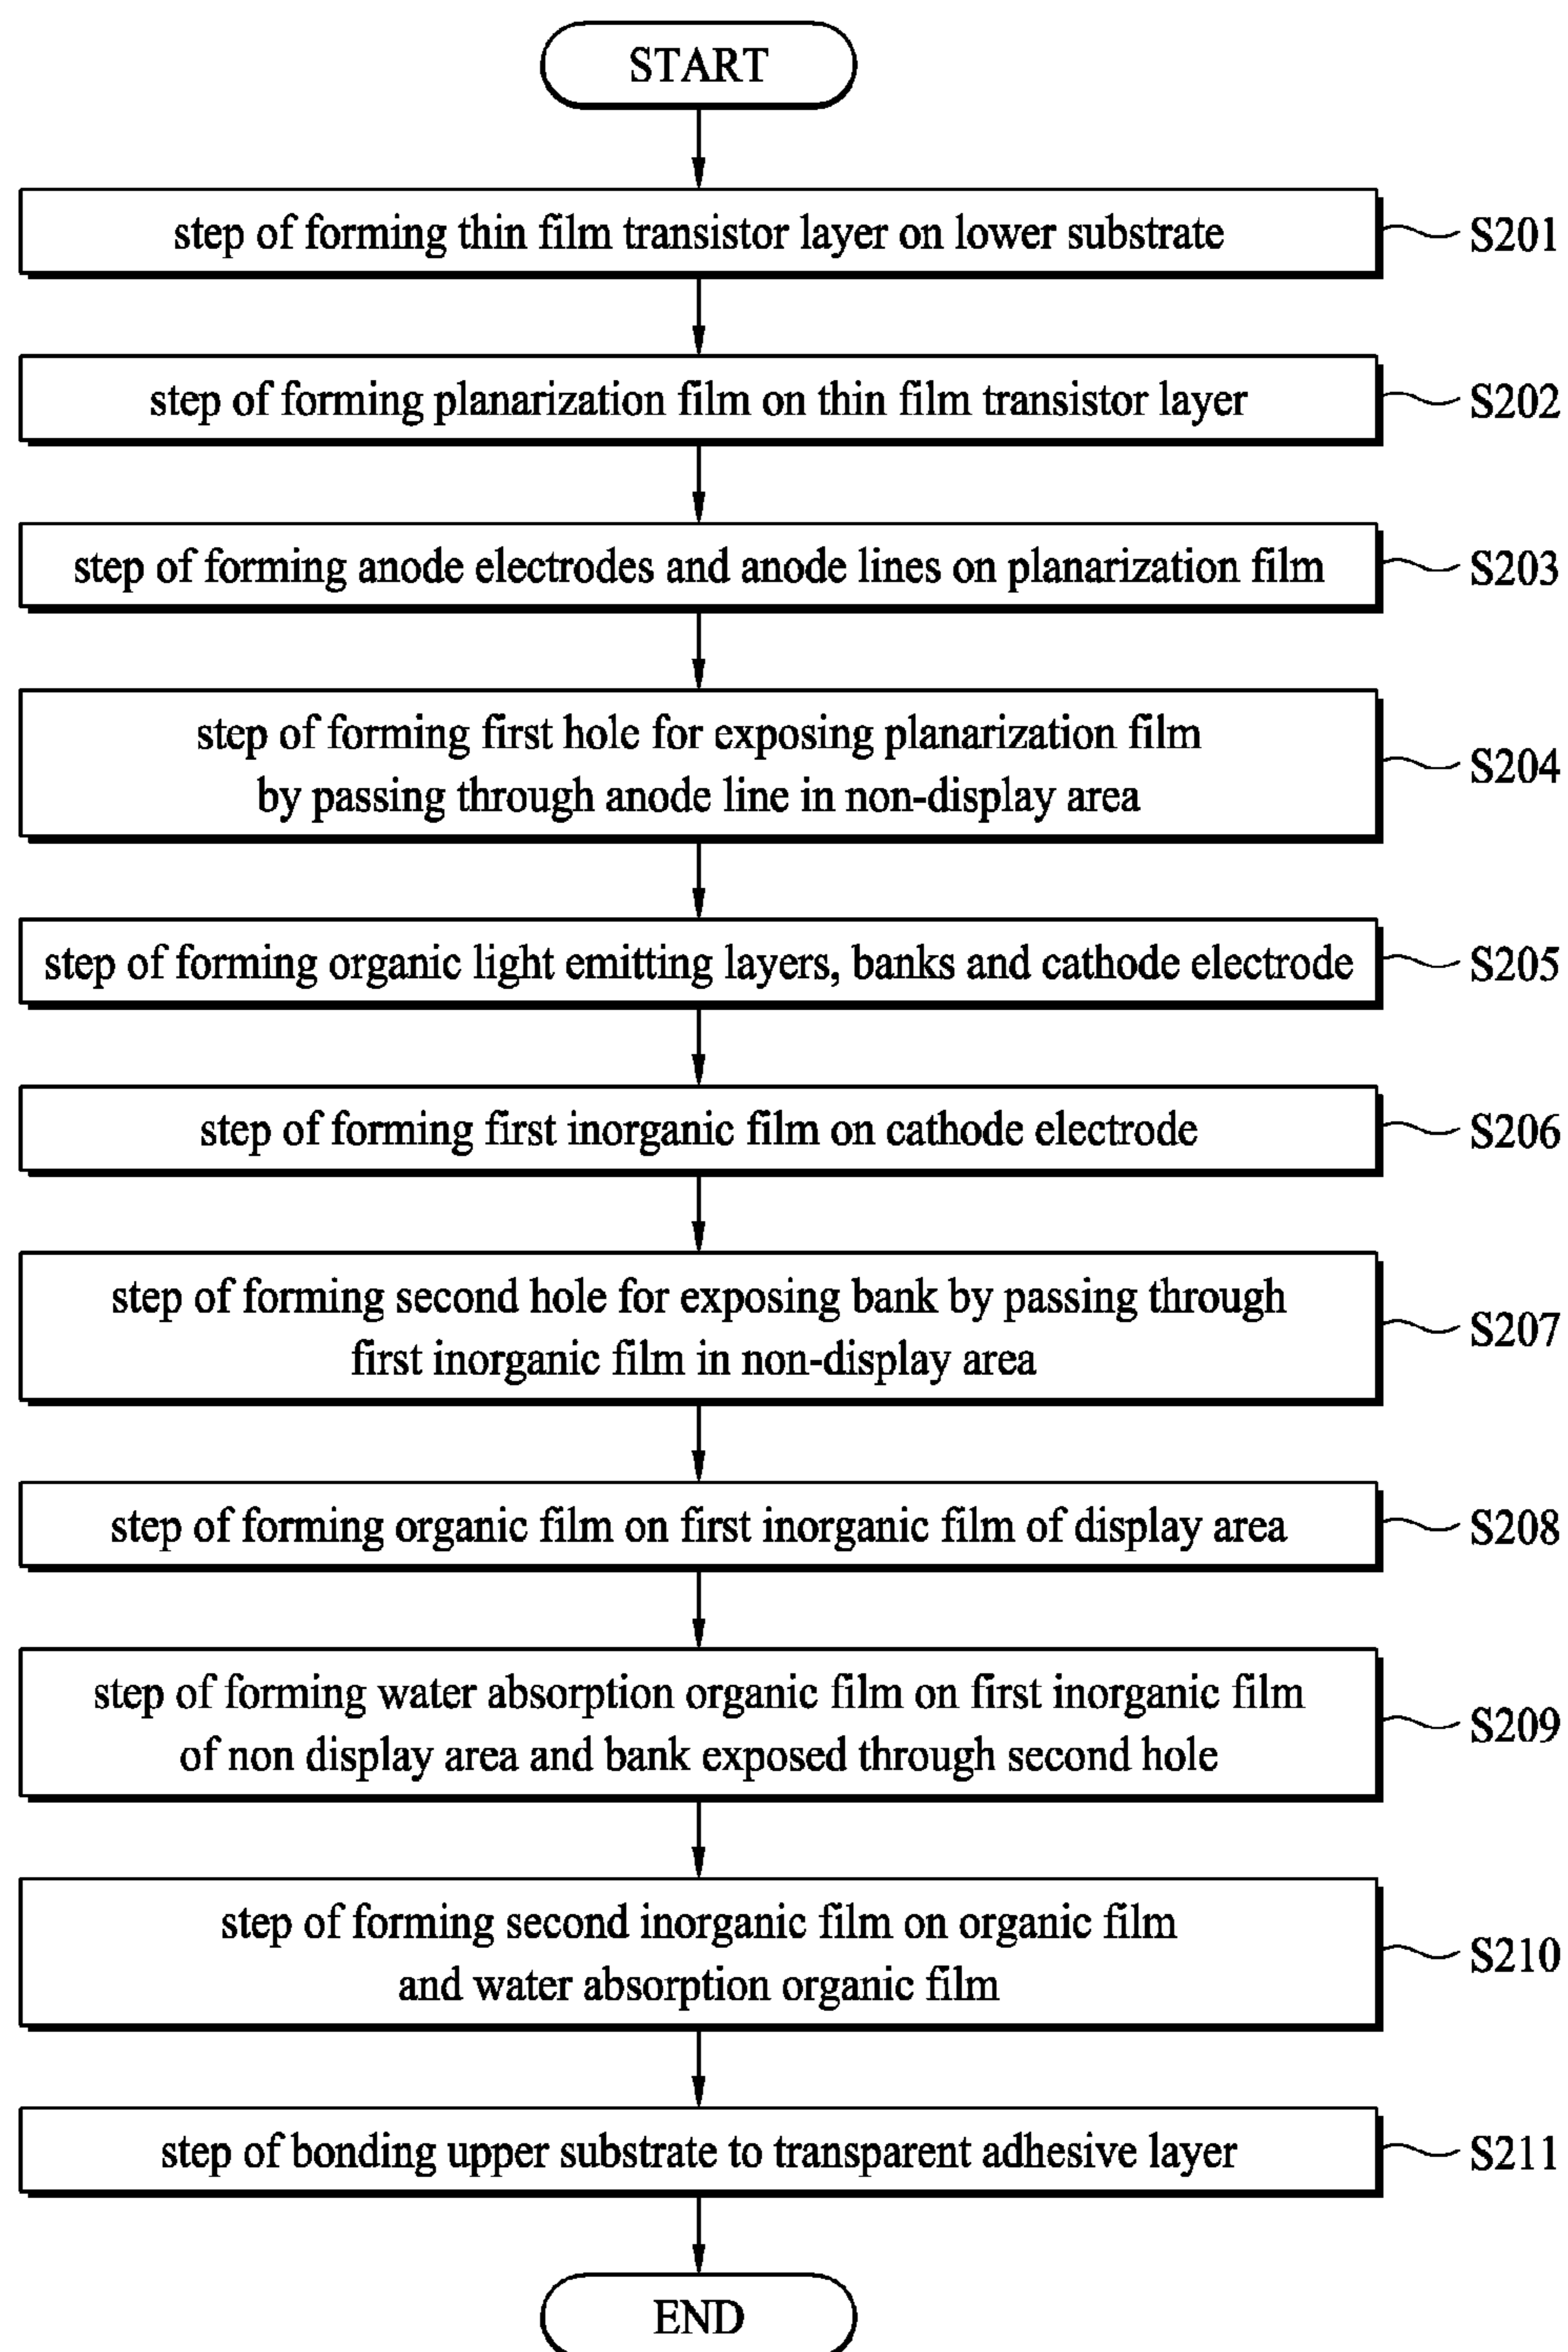 START
step of forming thin film transistor layer on lower substrate
S201
step of forming planarization film on thin film transistor layer
S202
step of forming anode electrodes and anode lines on planarization film
S203
step of forming first hole for exposing planarization film
by passing through anode line in non-display area
S204
step of forming organic light emitting layers, banks and cathode electrode
S205
step of forming first inorganic film on cathode electrode
S206
step of forming second hole for exposing bank by passing through
first inorganic film in non-display area
S207
step of forming organic film on first inorganic film of display area
S208
step of forming water absorption organic film on first inorganic film
of non display area and bank exposed through second hole
S209
step of forming second inorganic film on organic film
and water absorption organic film
S210
step of bonding upper substrate to transparent adhesive layer
S211
END